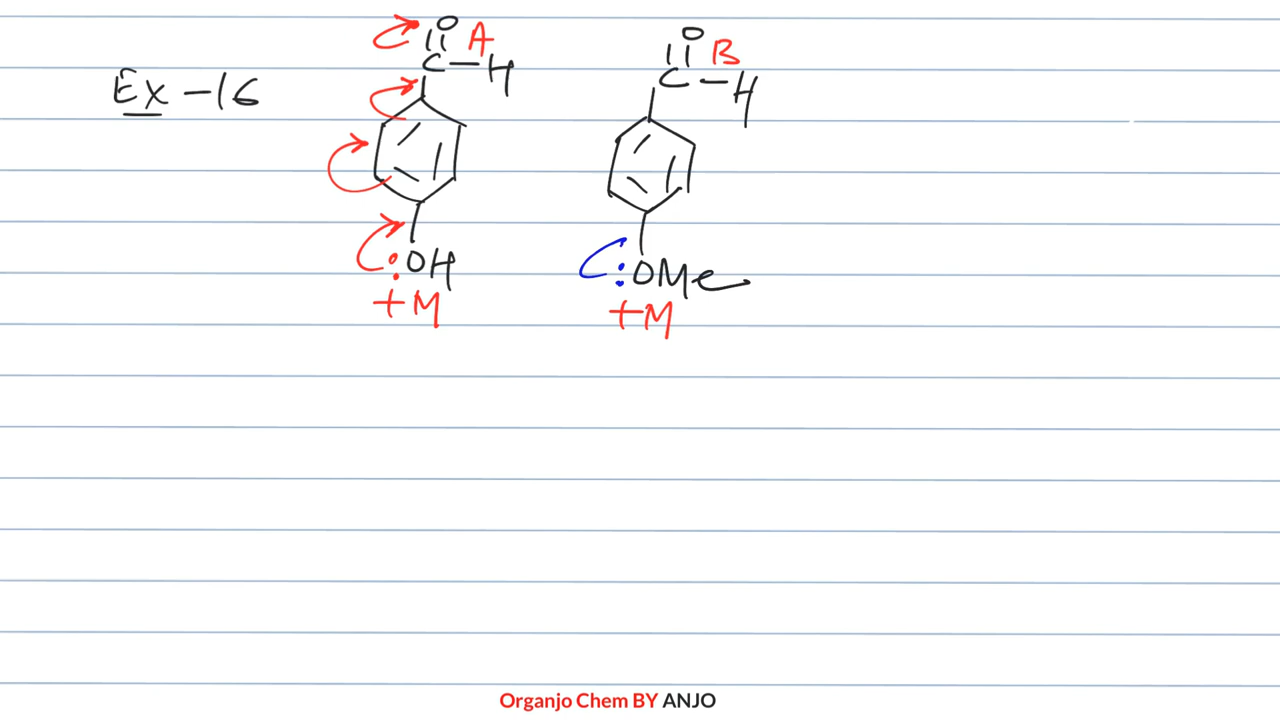 Ex - 16
O A
C - H
O B
C - H
:OH
+M
:OMe
+M
Organjo Chem BY ANJO